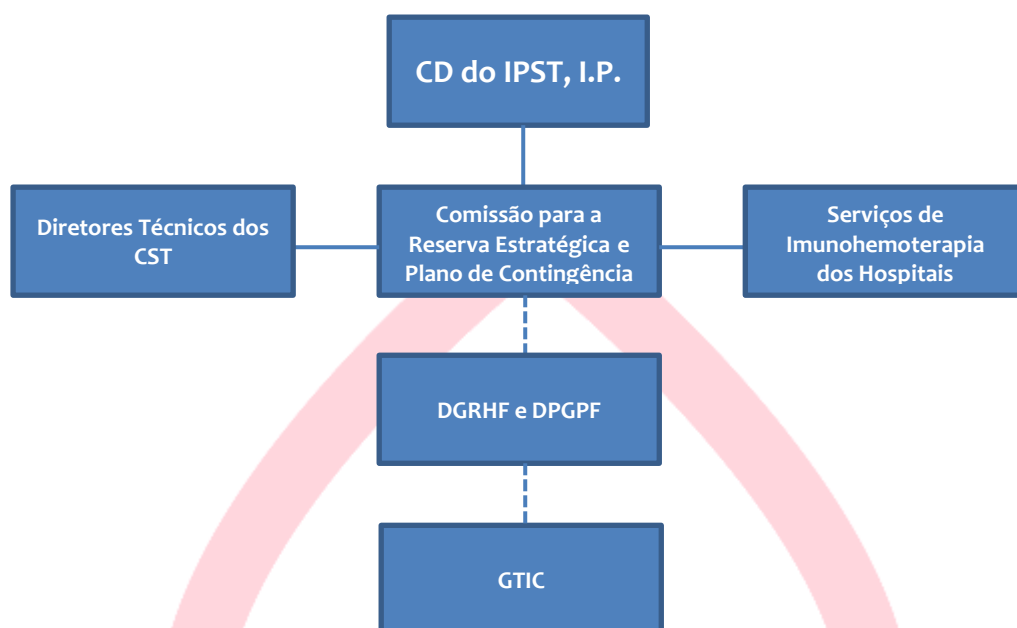 CD do IPST, I.P.
Diretores Técnicos dos
CST
Comissão para a
Reserva Estratégica e
Plano de Contingência
Serviços de
Imunohemoterapia
dos Hospitais
DGRHF e DPGPF
GTIC